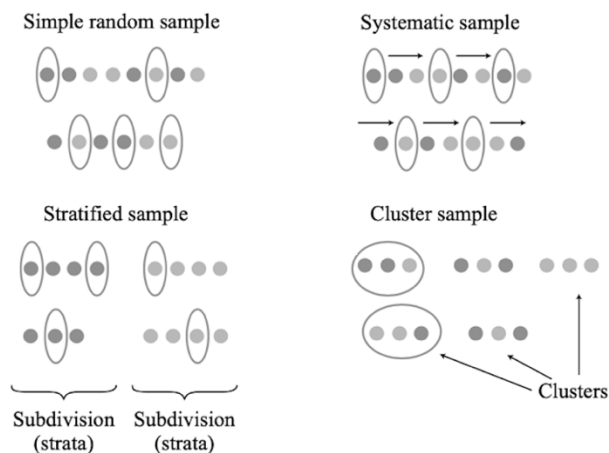 Simple random sample
Systematic sample
Stratified sample
Cluster sample
Subdivision
(strata)
Subdivision
(strata)
Clusters